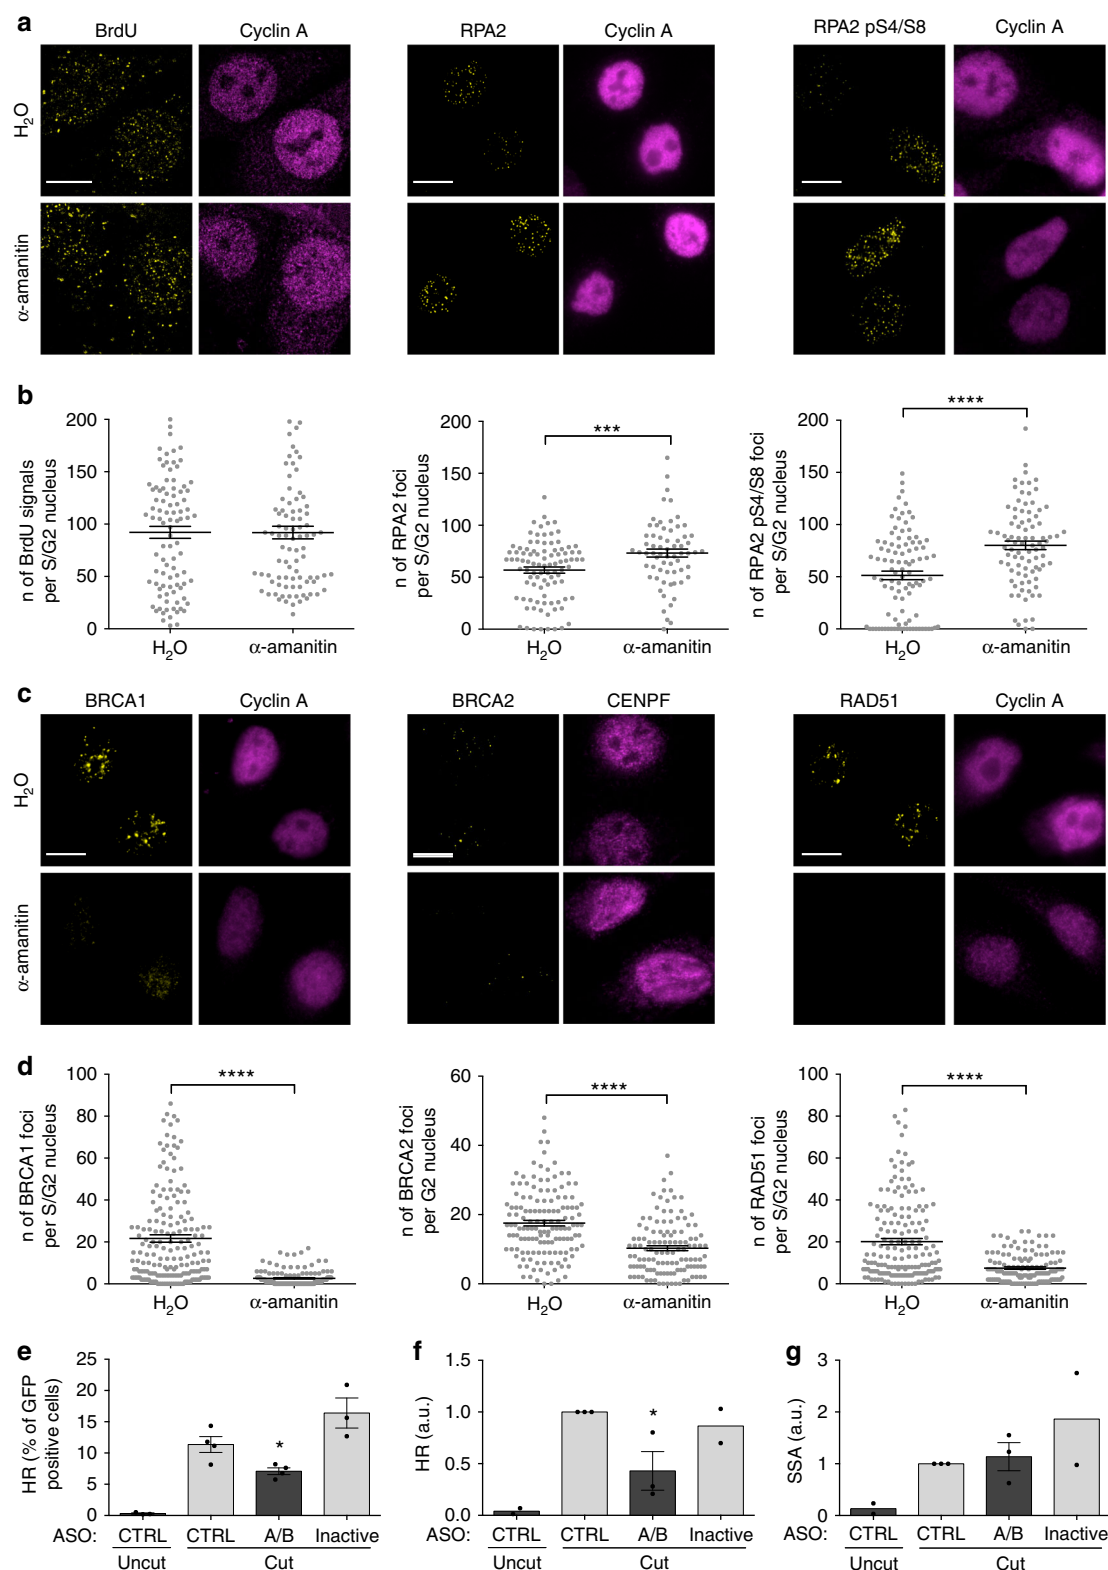 a
BrdU Cyclin A RPA2 Cyclin A RPA2 pS4/S8 Cyclin A
H2O
α-amanitin
b
n of BrdU signals
per S/G2 nucleus
200
150
100
50
0
H2O α-amanitin
n of RPA2 foci
per S/G2 nucleus
200
150
100
50
0
***
H2O α-amanitin
n of RPA2 pS4/S8 foci
per S/G2 nucleus
200
150
100
50
0
****
H2O α-amanitin
c
BRCA1 Cyclin A BRCA2 CENPF RAD51 Cyclin A
H2O
α-amanitin
d
n of BRCA1 foci
per S/G2 nucleus
100
80
60
40
20
0
****
H2O α-amanitin
n of BRCA2 foci
per G2 nucleus
60
40
20
0
****
H2O α-amanitin
n of RAD51 foci
per S/G2 nucleus
100
80
60
40
20
0
****
H2O α-amanitin
e
HR (% of GFP
positive cells)
25
20
15
10
5
0
*
ASO: CTRL CTRL A/B Inactive
Uncut Cut
f
HR (a.u.)
1.5
1.0
0.5
0.0
*
ASO: CTRL CTRL A/B Inactive
Uncut Cut
g
SSA (a.u.)
3
2
1
0
ASO: CTRL CTRL A/B Inactive
Uncut Cut